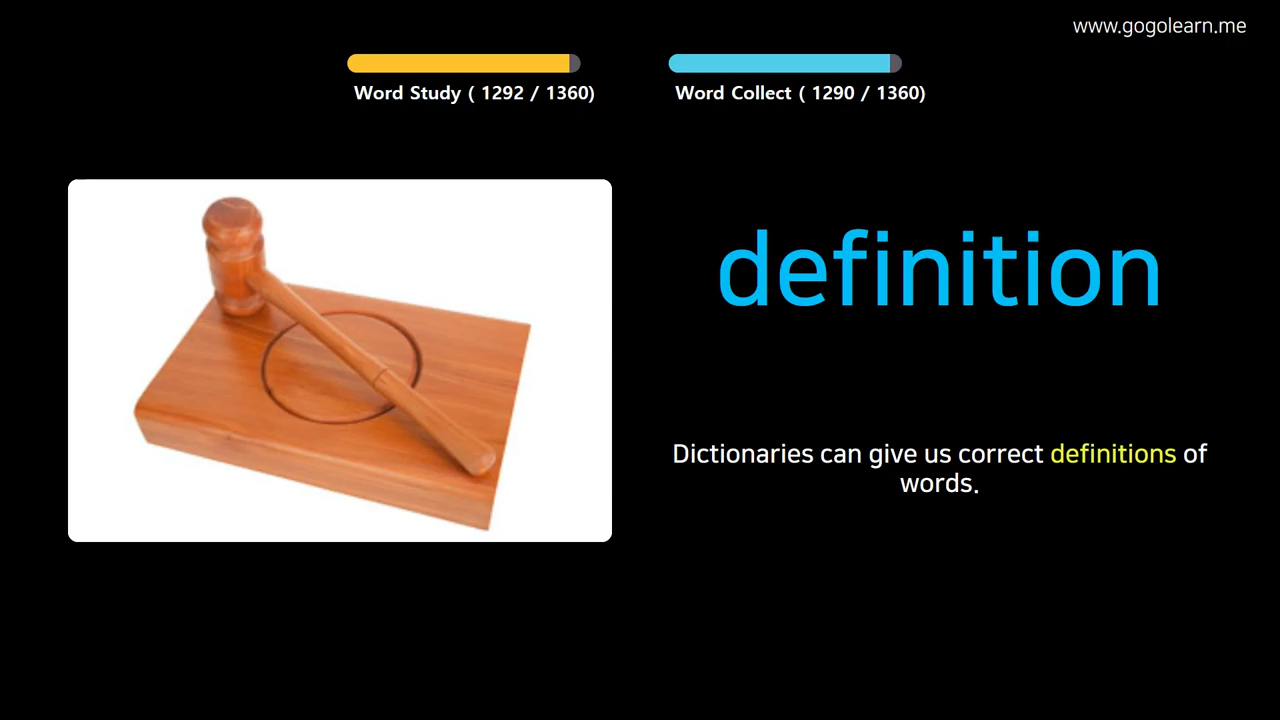 www.gogolearn.me
Word Study ( 1292 / 1360)
Word Collect ( 1290 / 1360)
definition
Dictionaries can give us correct definitions of
words.